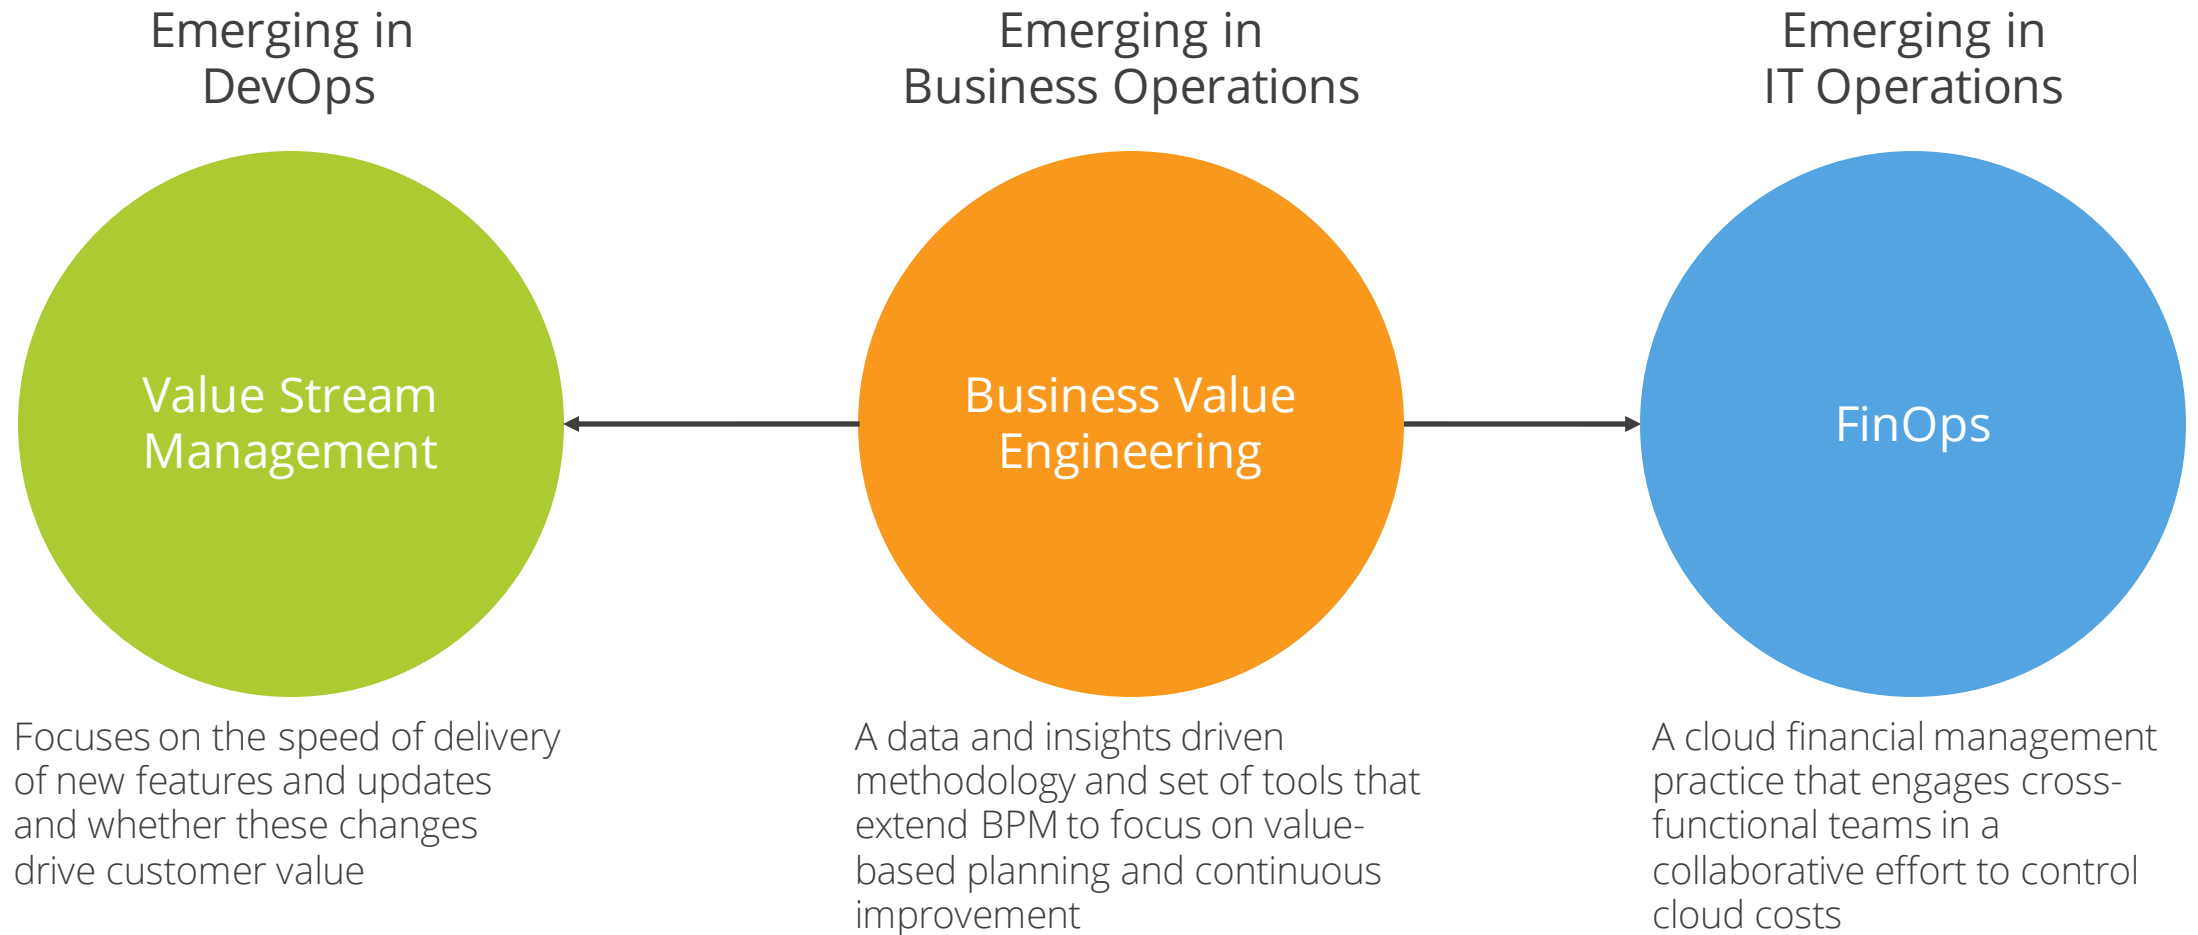 Emerging in
DevOps
Emerging in
Business Operations
Emerging in
IT Operations
Value Stream
Management
Business Value
Engineering
FinOps
Focuses on the speed of delivery
of new features and updates
and whether these changes
drive customer value
A data and insights driven
methodology and set of tools that
extend BPM to focus on value-
based planning and continuous
improvement
A cloud financial management
practice that engages cross-
functional teams in a
collaborative effort to control
cloud costs